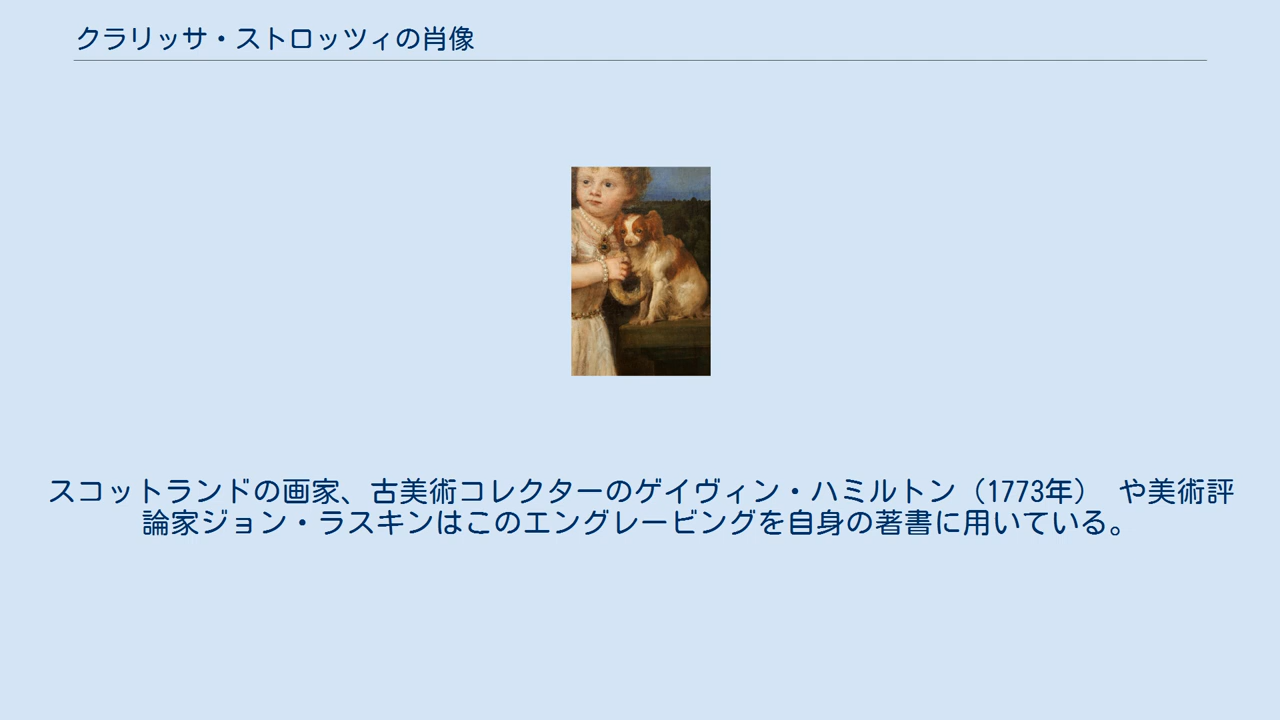 クラリッサ・ストロッツィの肖像
スコットランドの画家、古美術コレクターのゲイヴィン・ハミルトン（1773年） や美術評
論家ジョン・ラスキンはこのエングレービングを自身の著書に用いている。